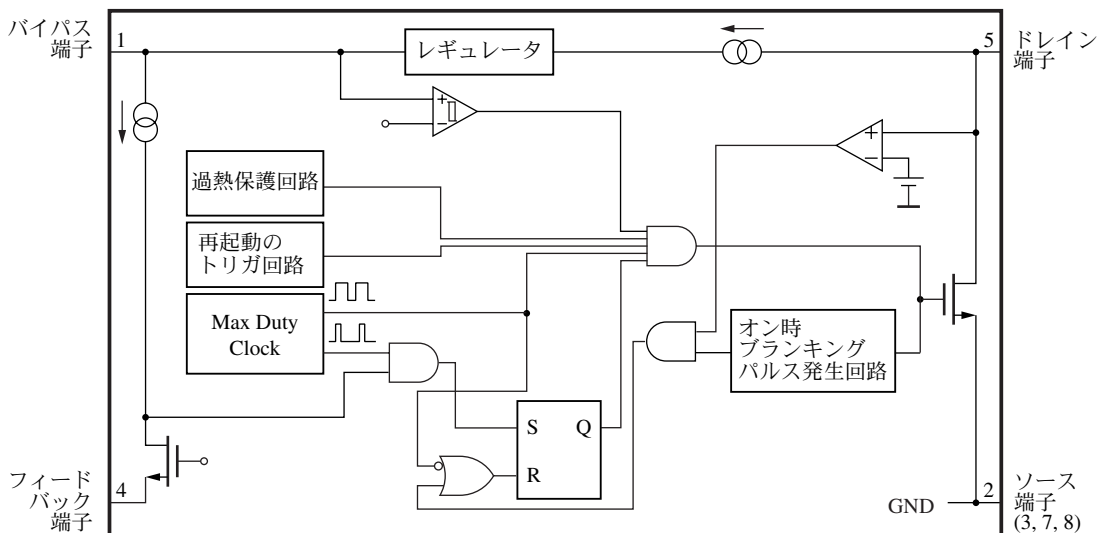 バイパス
端子
1
レギュレータ
5
ドレイン
端子
+
−
+
−
過熱保護回路
再起動の
トリガ回路
Max Duty
Clock
オン時
ブランキング
パルス発生回路
S
Q
R
フィード
バック
端子
4
GND
2
ソース
端子
(3, 7, 8)